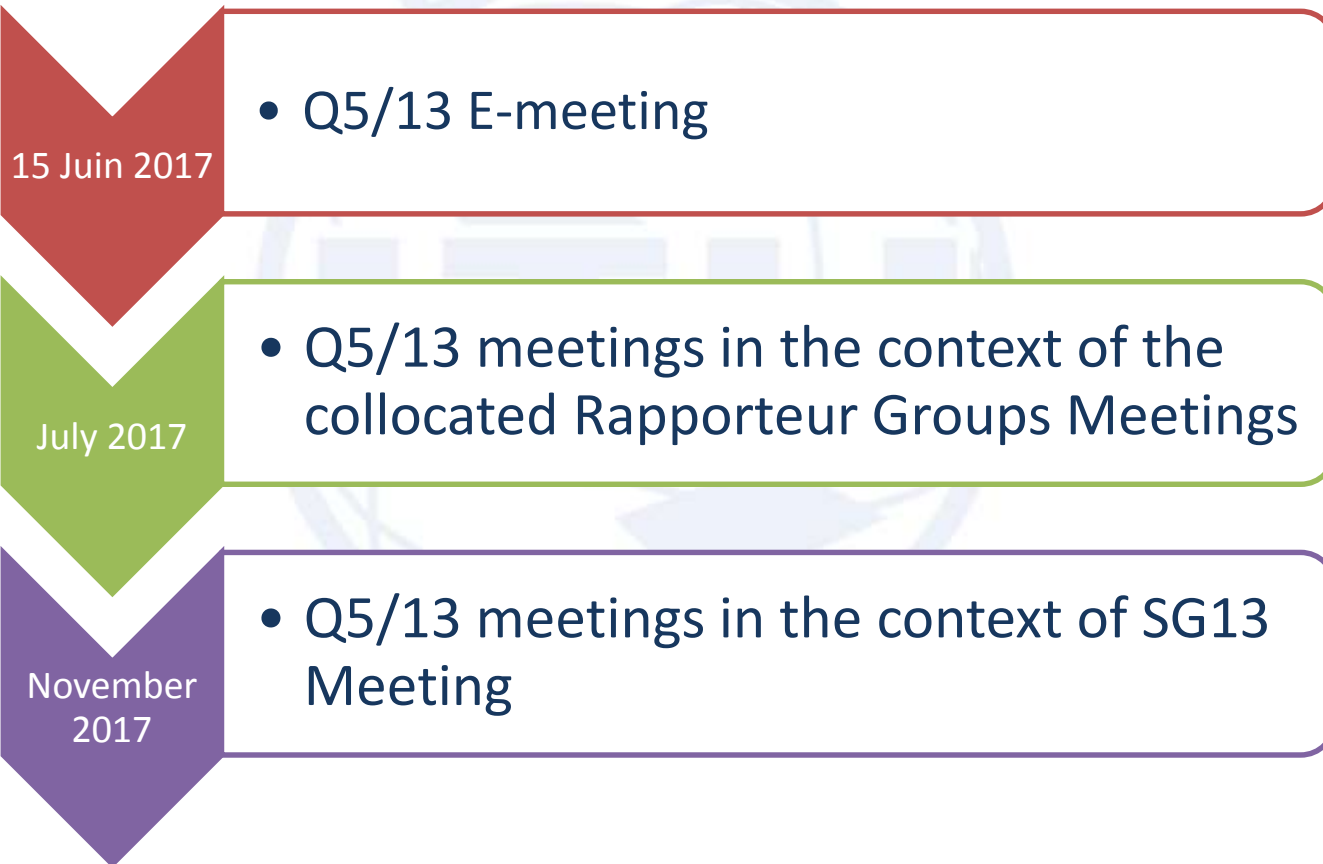 15 Juin 2017
• Q5/13 E-meeting
July 2017
• Q5/13 meetings in the context of the
collocated Rapporteur Groups Meetings
November
2017
• Q5/13 meetings in the context of SG13
Meeting